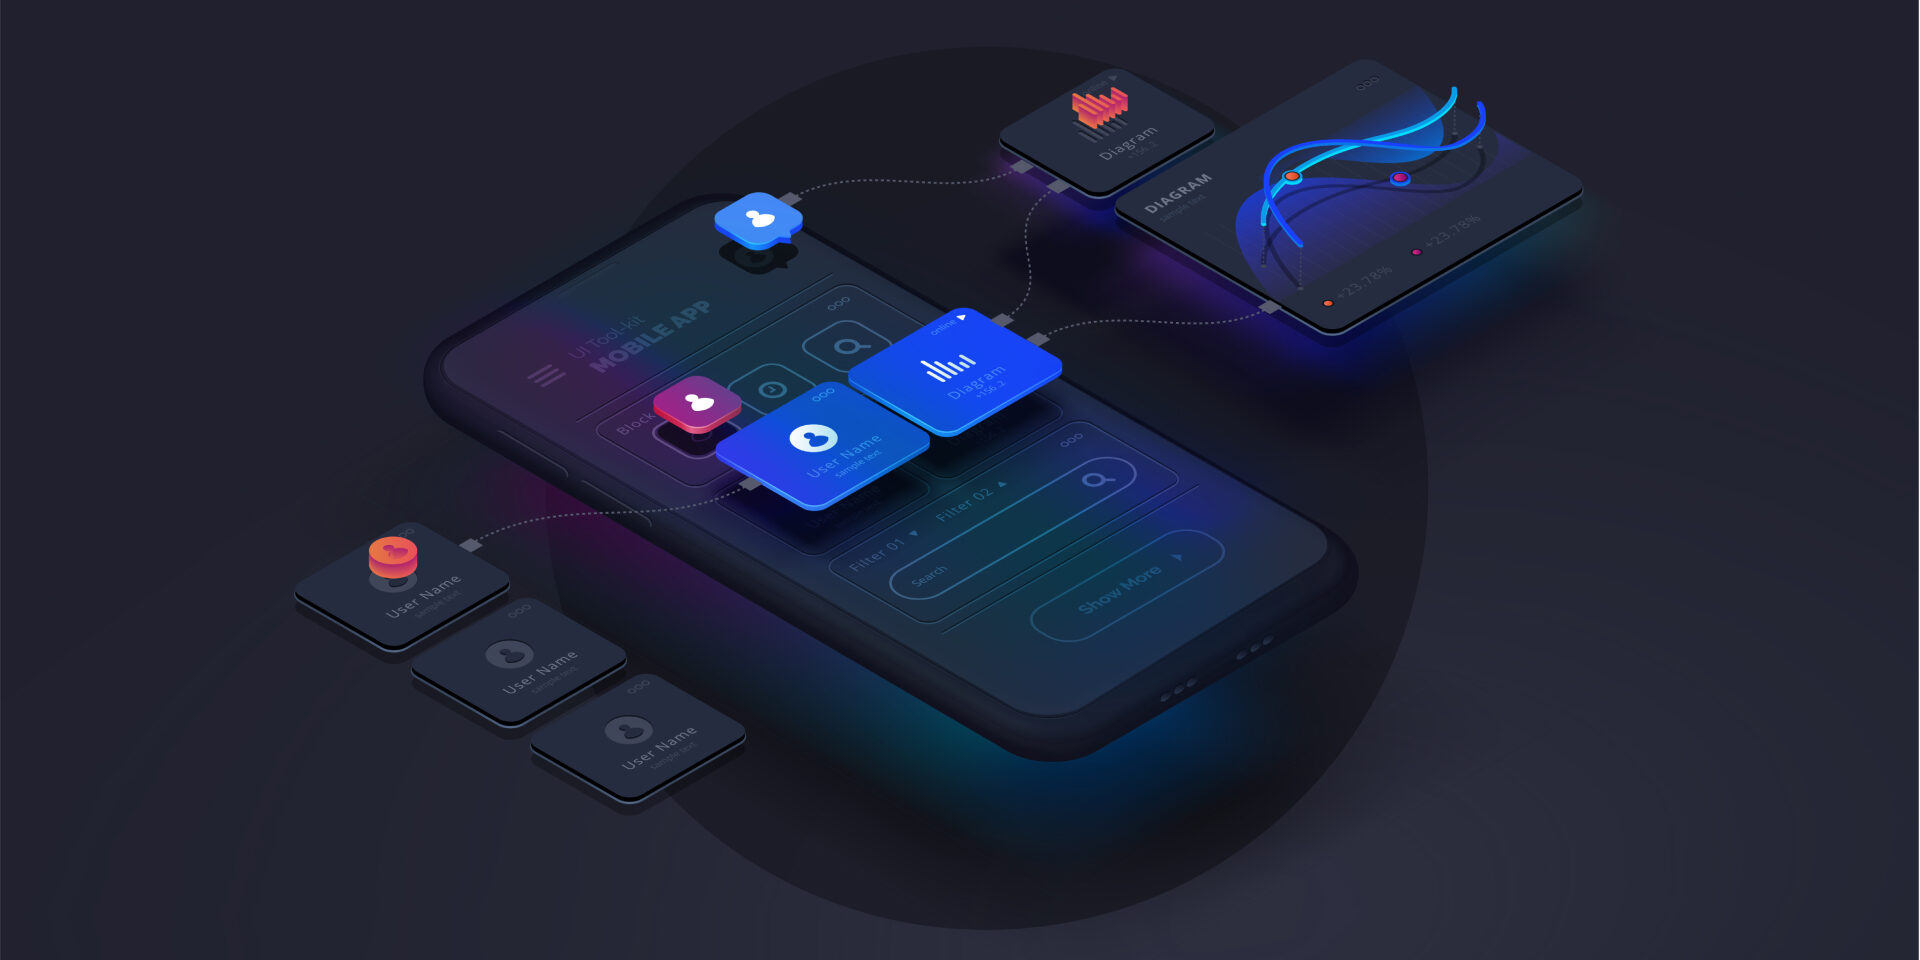 online
Diagram
+156.2
DIAGRAM
sample text
+23.78%
+23.78%
UI Tool-kit
MOBILE APP
online
Diagram
+156.2
Block
User Name
sample text
Filter 01 ▼
Filter 02 ▲
Search
Show More
User Name
sample text
User Name
sample text
User Name
sample text